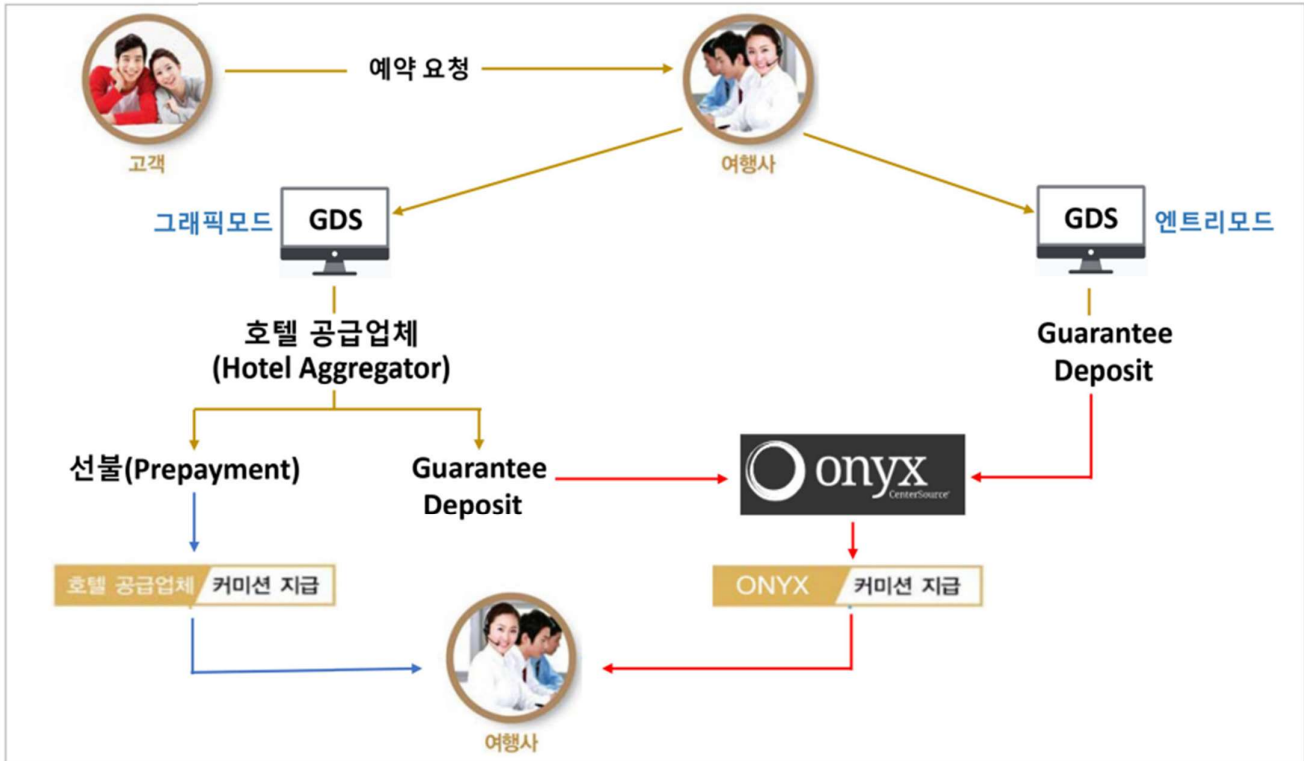 예약 요청
고객
여행사
그래픽모드
GDS
GDS
엔트리모드
호텔 공급업체
(Hotel Aggregator)
Guarantee
Deposit
선불(Prepayment)
Guarantee
Deposit
onyx
CenterSource
호텔 공급업체
커미션 지급
ONYX
커미션 지급
여행사